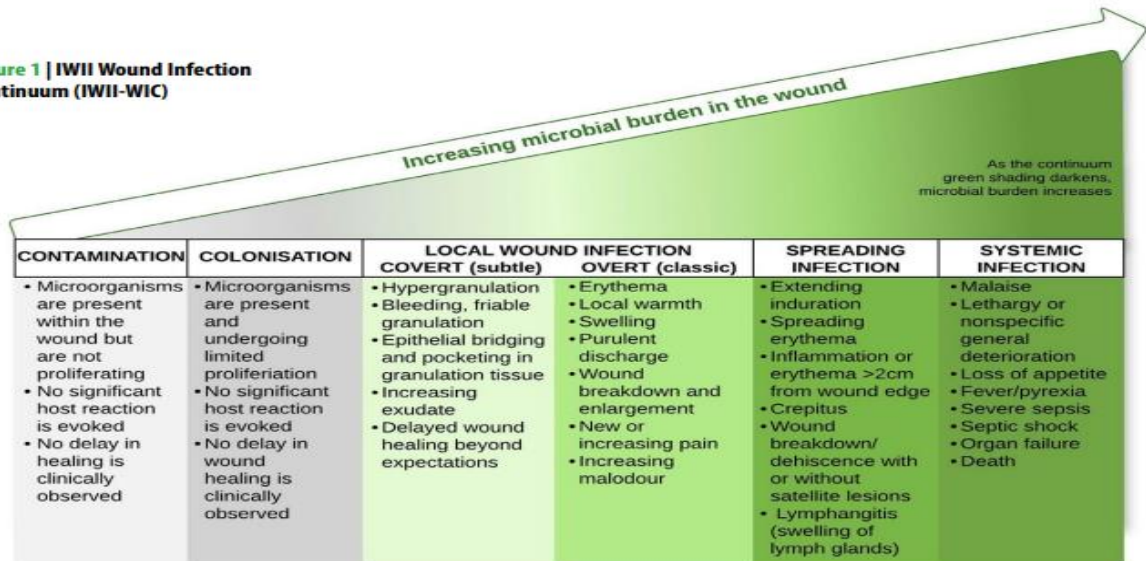 ure 1 | IWII Wound Infection
tinuum (IWII-WIC)
Increasing microbial burden in the wound
As the continuum
green shading darkens,
microbial burden increases
CONTAMINATION
• Microorganisms
are present
within the
wound but
are not
proliferating
• No significant
host reaction
is evoked
• No delay in
healing is
clinically
observed
COLONISATION
• Microorganisms
are present
and
undergoing
limited
proliferiation
• No significant
host reaction
is evoked
• No delay in
wound
healing is
clinically
observed
LOCAL WOUND INFECTION
COVERT (subtle)
• Hypergranulation
• Bleeding, friable
granulation
• Epithelial bridging
and pocketing in
granulation tissue
• Increasing
exudate
• Delayed wound
healing beyond
expectations
OVERT (classic)
• Erythema
• Local warmth
• Swelling
• Purulent
discharge
• Wound
breakdown and
enlargement
• New or
increasing pain
• Increasing
malodour
SPREADING
INFECTION
• Extending
induration
• Spreading
erythema
• Inflammation or
erythema >2cm
from wound edge
• Crepitus
• Wound
breakdown/
dehiscence with
or without
satellite lesions
• Lymphangitis
(swelling of
lymph glands)
SYSTEMIC
INFECTION
• Malaise
• Lethargy or
nonspecific
general
deterioration
• Loss of appetite
• Fever/pyrexia
• Severe sepsis
• Septic shock
• Organ failure
• Death